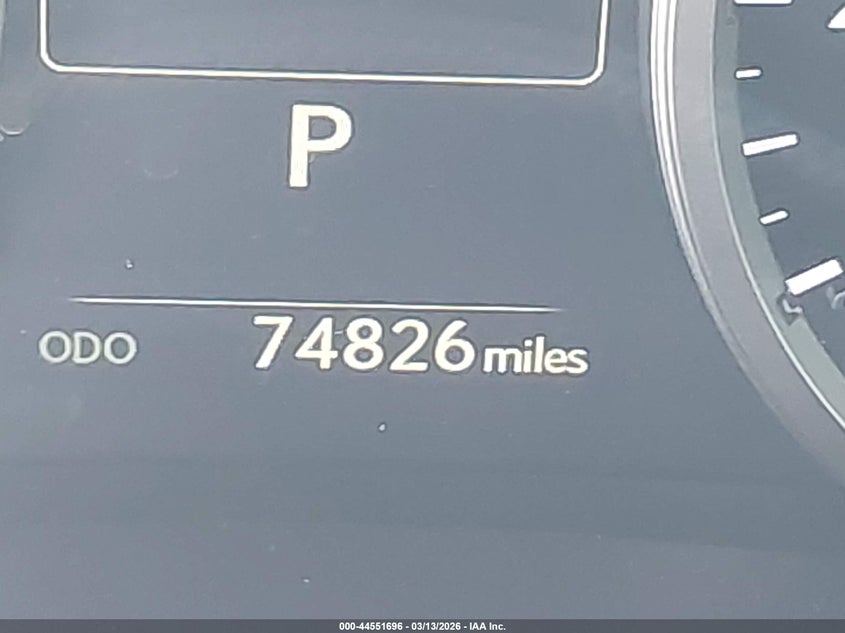 P
ODO 74826 miles
000-44551696 - 03/13/2026 - IAA Inc.